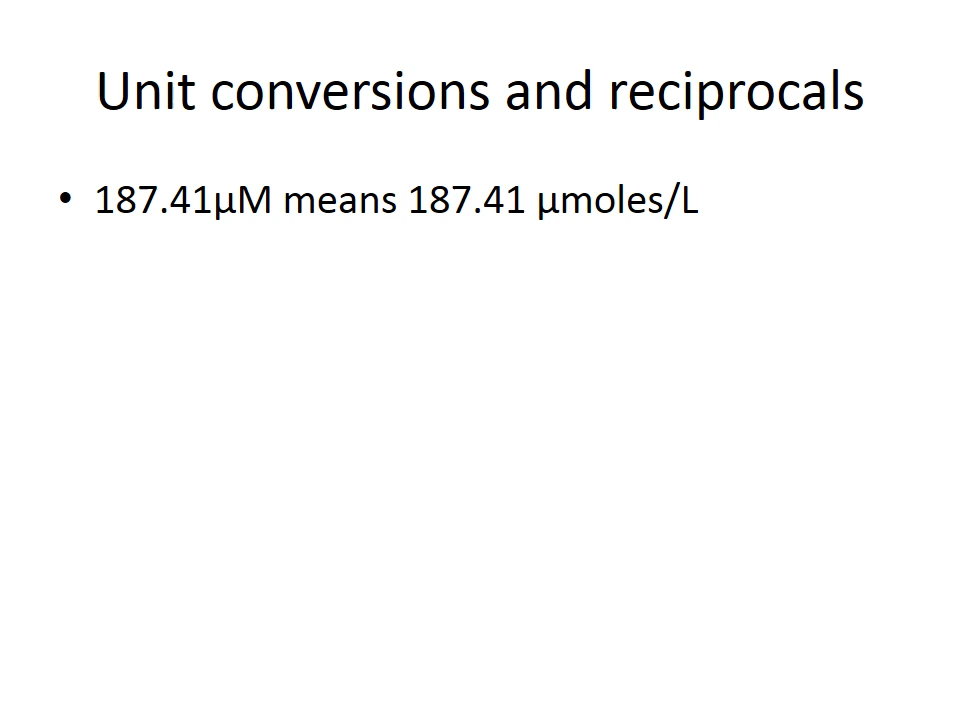 Unit conversions and reciprocals
• 187.41µM means 187.41 µmoles/L